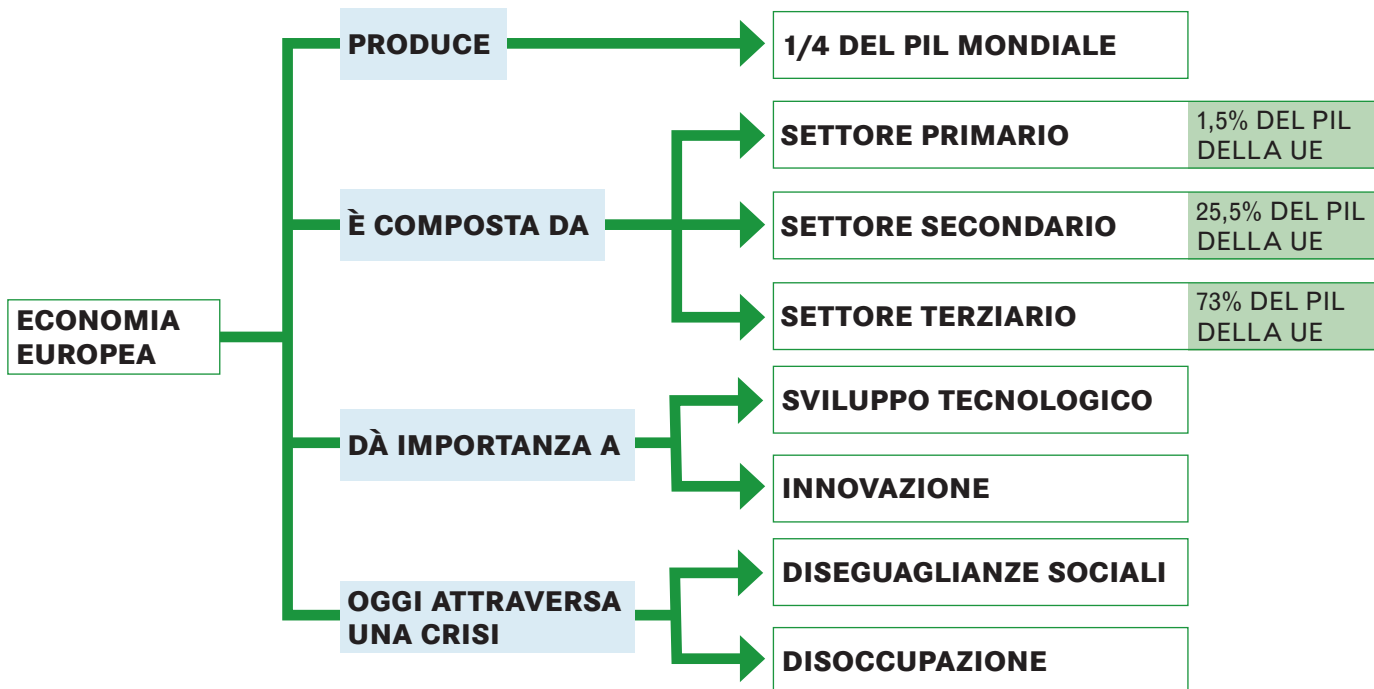 PRODUCE
1/4 DEL PIL MONDIALE
SETTORE PRIMARIO
1,5% DEL PIL
DELLA UE
È COMPOSTA DA
SETTORE SECONDARIO
25,5% DEL PIL
DELLA UE
SETTORE TERZIARIO
73% DEL PIL
DELLA UE
ECONOMIA
EUROPEA
DÀ IMPORTANZA A
SVILUPPO TECNOLOGICO
INNOVAZIONE
OGGI ATTRAVERSA
UNA CRISI
DISEGUAGLIANZE SOCIALI
DISOCCUPAZIONE